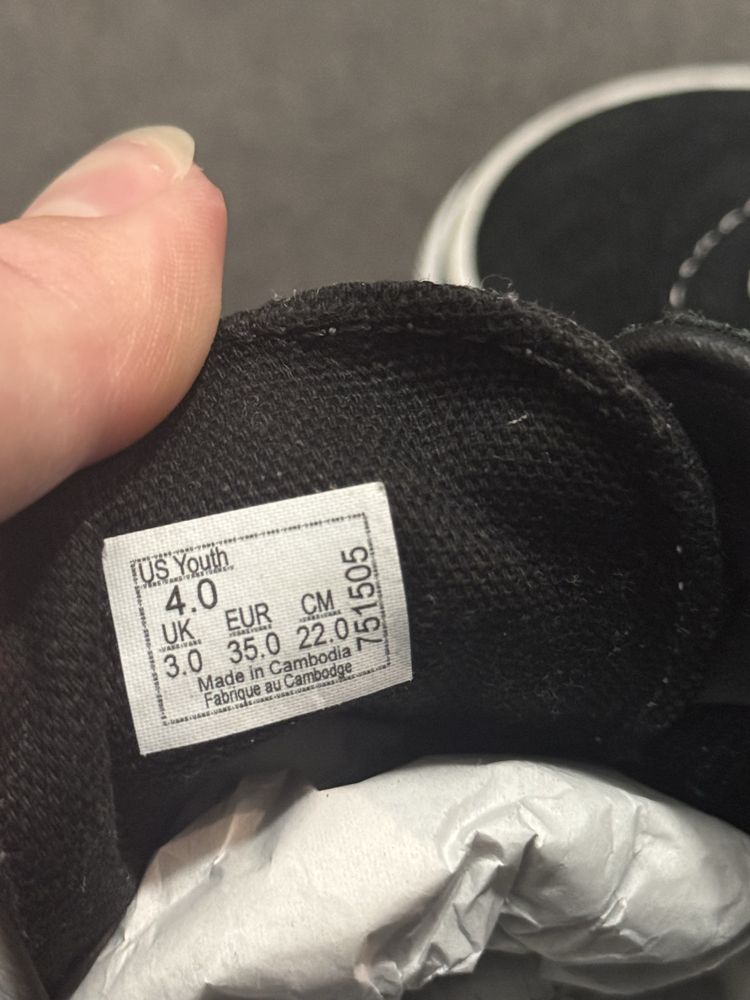 US Youth
4.0
UK EUR CM
3.0 35.0 22.0
Made in Cambodia
Fabrique au Cambodge
751505